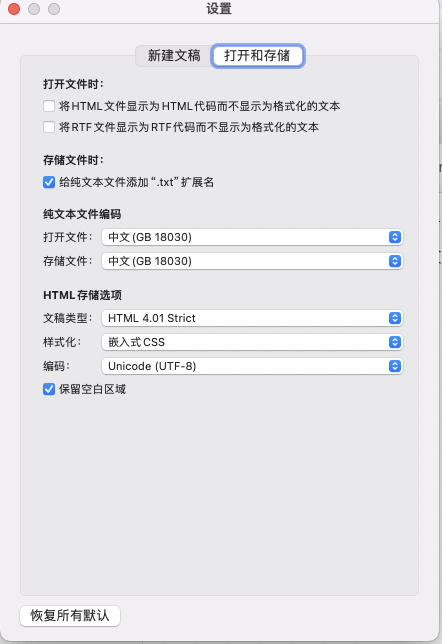 设置
新建文稿 打开和存储
打开文件时：
将HTML文件显示为HTML代码而不显示为格式化的文本
将RTF文件显示为RTF代码而不显示为格式化的文本
存储文件时：
给纯文本文件添加“.txt”扩展名
纯文本文件编码
打开文件： 中文 (GB 18030)
存储文件： 中文 (GB 18030)
HTML 存储选项
文稿类型： HTML 4.01 Strict
样式化： 嵌入式 CSS
编码： Unicode (UTF-8)
保留空白区域
恢复所有默认